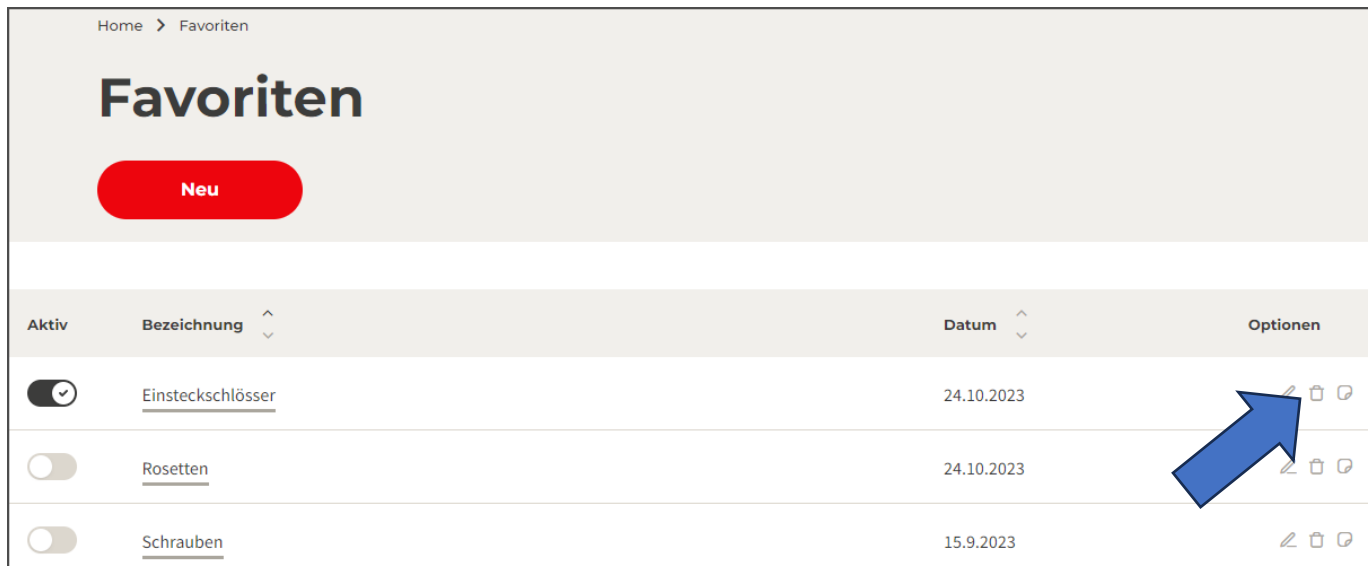 Home > Favoriten
Favoriten
Neu
Aktiv Bezeichnung Datum Optionen
Einsteckschlösser 24.10.2023
Rosetten 24.10.2023
Schrauben 15.9.2023